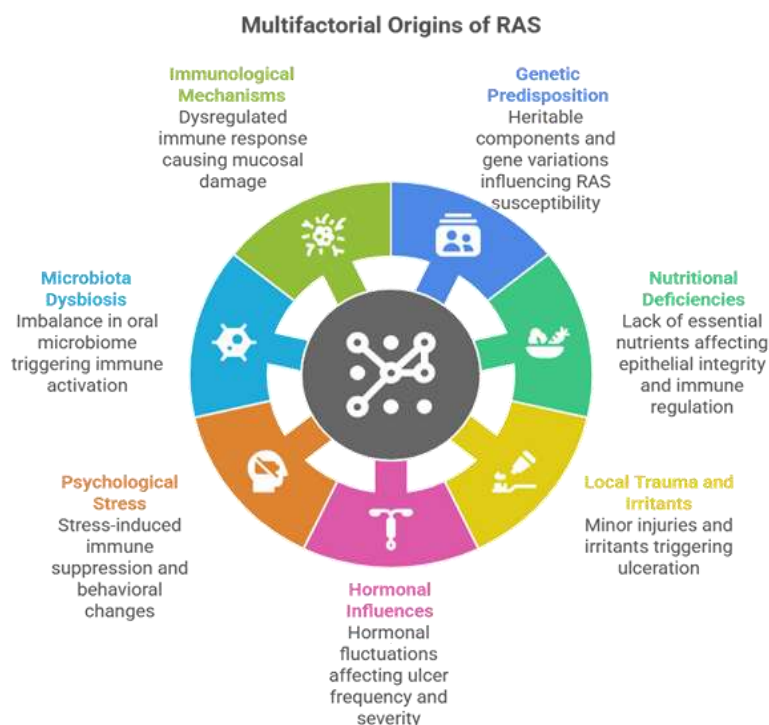 Multifactorial Origins of RAS
Immunological
Mechanisms
Dysregulated
immune response
causing mucosal
damage
Genetic
Predisposition
Heritable
components and
gene variations
influencing RAS
susceptibility
Microbiota
Dysbiosis
Imbalance in oral
microbiome
triggering immune
activation
Nutritional
Deficiencies
Lack of essential
nutrients affecting
epithelial integrity
and immune
regulation
Psychological
Stress
Stress-induced
immune
suppression and
behavioral
changes
Local Trauma and
Irritants
Minor injuries and
irritants triggering
ulceration
Hormonal
Influences
Hormonal
fluctuations
affecting ulcer
frequency and
severity